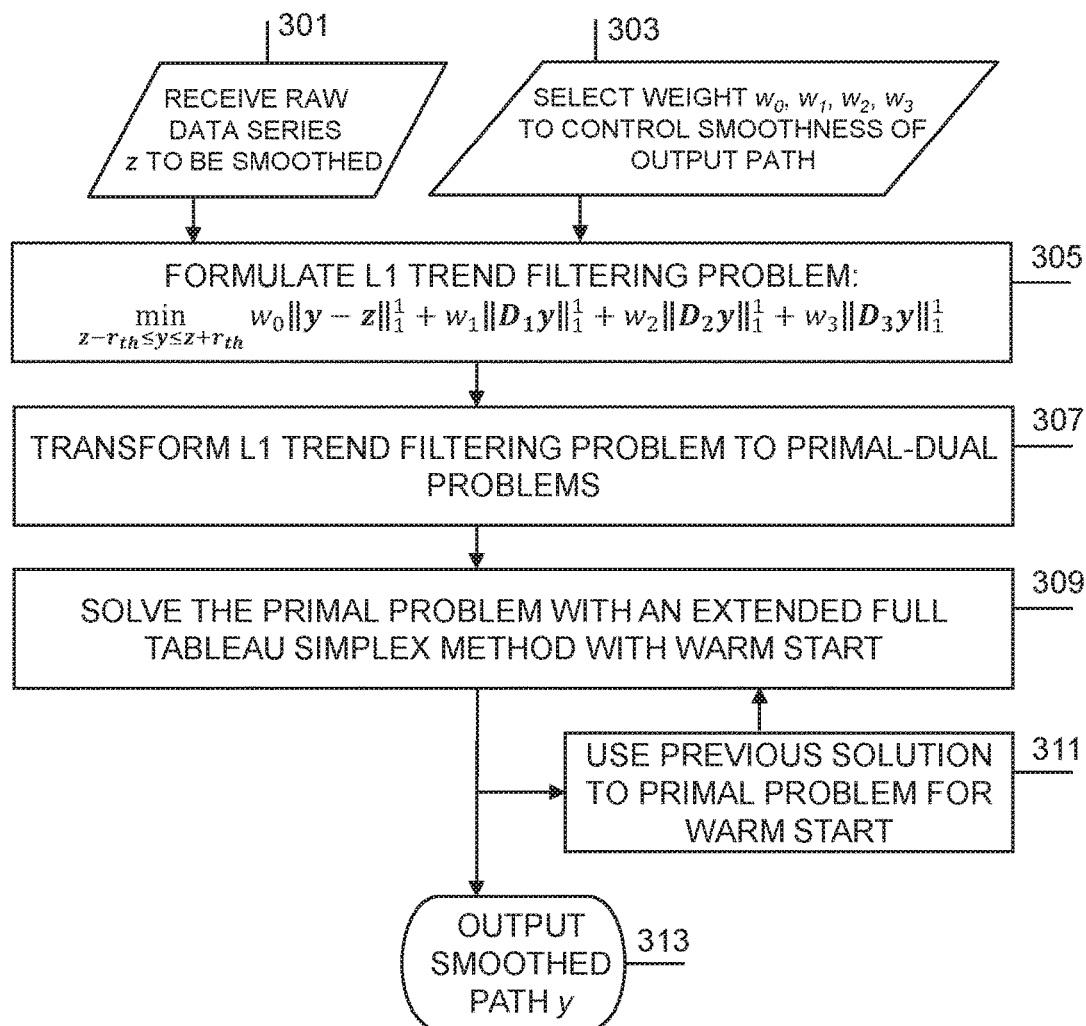 301
303
RECEIVE RAW
DATA SERIES
z TO BE SMOOTHED
SELECT WEIGHT w₀, w₁, w₂, w₃
TO CONTROL SMOOTHNESS OF
OUTPUT PATH
305
FORMULATE L1 TREND FILTERING PROBLEM:
min w₀‖y − z‖₁¹ + w₁‖D₁y‖₁¹ + w₂‖D₂y‖₁¹ + w₃‖D₃y‖₁¹
z−r_th≤y≤z+r_th
307
TRANSFORM L1 TREND FILTERING PROBLEM TO PRIMAL-DUAL
PROBLEMS
309
SOLVE THE PRIMAL PROBLEM WITH AN EXTENDED FULL
TABLEAU SIMPLEX METHOD WITH WARM START
311
USE PREVIOUS SOLUTION
TO PRIMAL PROBLEM FOR
WARM START
OUTPUT
SMOOTHED
PATH y
313